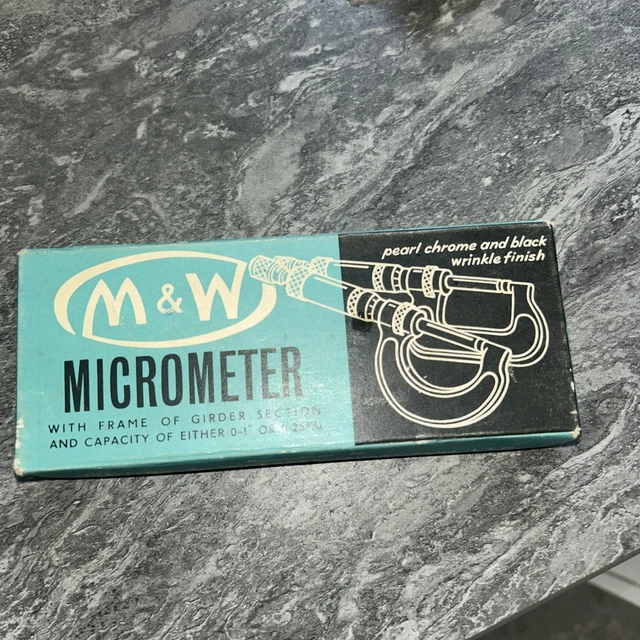 M & W
MICROMETER
WITH FRAME OF GIRDER SECTION
AND CAPACITY OF EITHER 0-1" OR 0-25㎜
pearl chrome and black
wrinkle finish